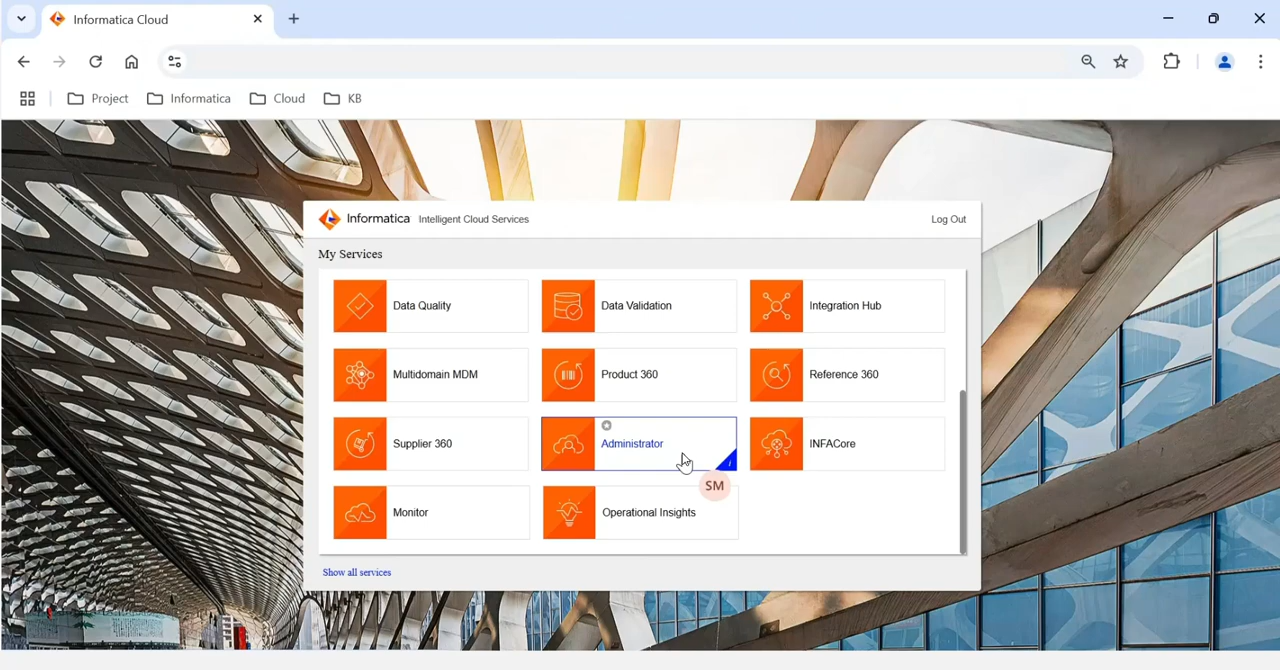 Informatica Cloud
Project
Informatica
Cloud
KB
Informatica Intelligent Cloud Services
Log Out
My Services
Data Quality
Data Validation
Integration Hub
Multidomain MDM
Product 360
Reference 360
Supplier 360
Administrator
i
INFACore
SM
Monitor
Operational Insights
Show all services